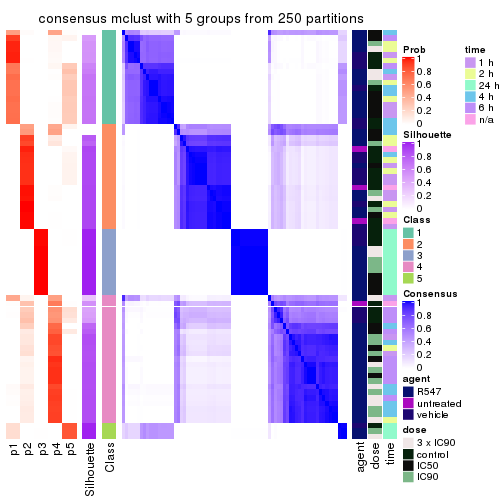 consensus mclust with 5 groups from 250 partitions
Prob
1
0.8
0.6
0.4
0.2
0
time
1 h
2 h
24 h
4 h
6 h
n/a
Silhouette
1
0.8
0.6
0.4
0.2
0
Class
1
2
3
4
5
Consensus
1
0.8
0.6
0.4
0.2
0
agent
R547
untreated
vehicle
dose
3 x IC90
control
IC50
IC90
p1
p2
p3
p4
p5
Silhouette
Class
agent
dose
time